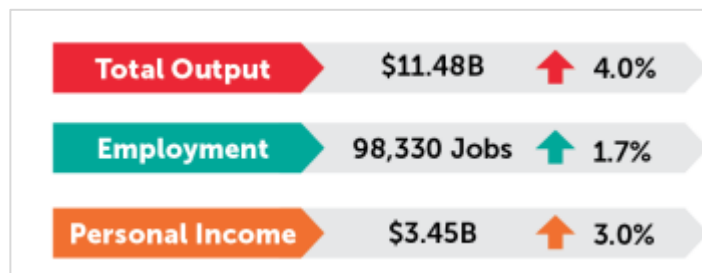 Total Output $11.48B 4.0%
Employment 98,330 Jobs 1.7%
Personal Income $3.45B 3.0%